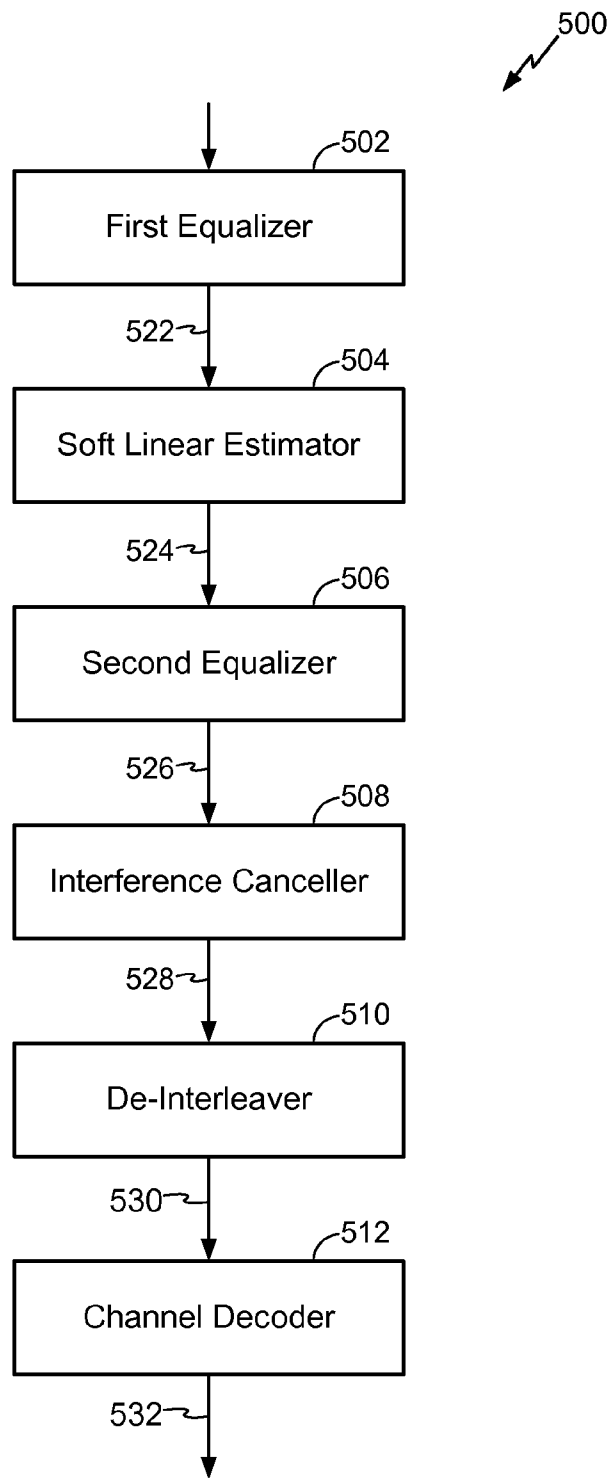 500
502
First Equalizer
522
504
Soft Linear Estimator
524
506
Second Equalizer
526
508
Interference Canceller
528
510
De-Interleaver
530
512
Channel Decoder
532